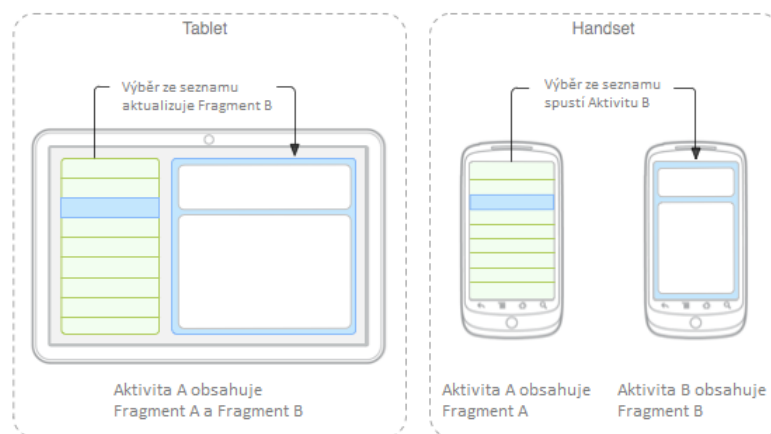 Tablet
Výběr ze seznamu
aktualizuje Fragment B
Aktivita A obsahuje
Fragment A a Fragment B
Handset
Výběr ze seznamu
spustí Aktivitu B
Aktivita A obsahuje
Fragment A
Aktivita B obsahuje
Fragment B